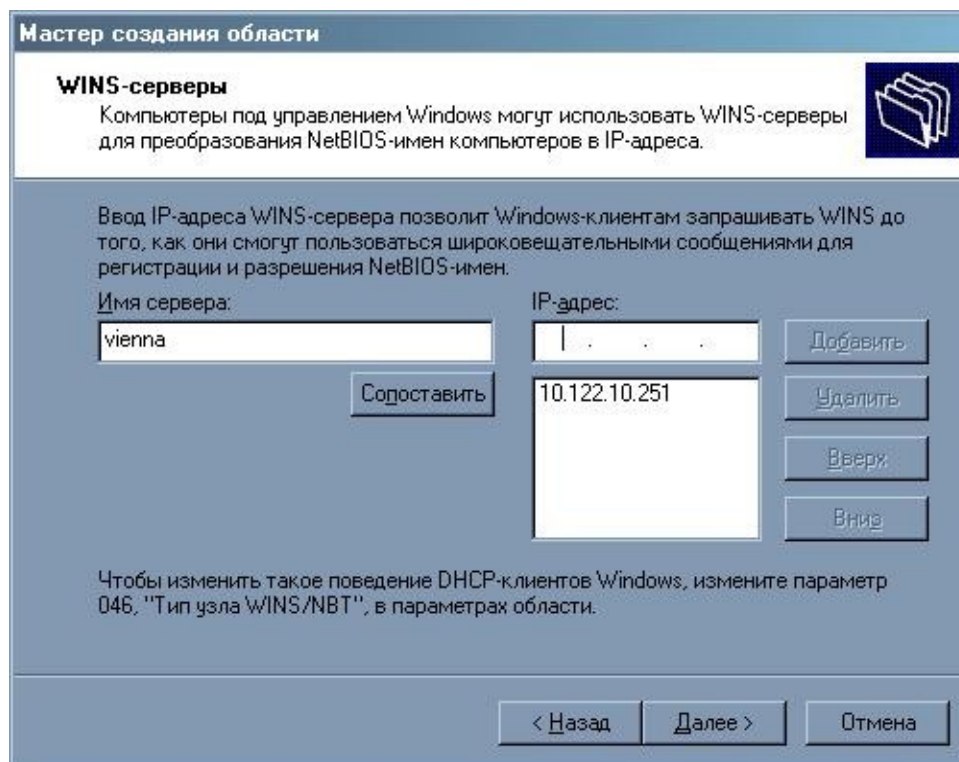 Мастер создания области
WINS-серверы
Компьютеры под управлением Windows могут использовать WINS-серверы
для преобразования NetBIOS-имен компьютеров в IP-адреса.
Ввод IP-адреса WINS-сервера позволит Windows-клиентам запрашивать WINS до
того, как они смогут пользоваться широковещательными сообщениями для
регистрации и разрешения NetBIOS-имен.
Имя сервера:
IP-адрес:
vienna
. . .
Добавить
Сопоставить
10.122.10.251
Удалить
Вверх
Вниз
Чтобы изменить такое поведение DHCP-клиентов Windows, измените параметр
046, "Тип узла WINS/NBT", в параметрах области.
< Назад
Далее >
Отмена